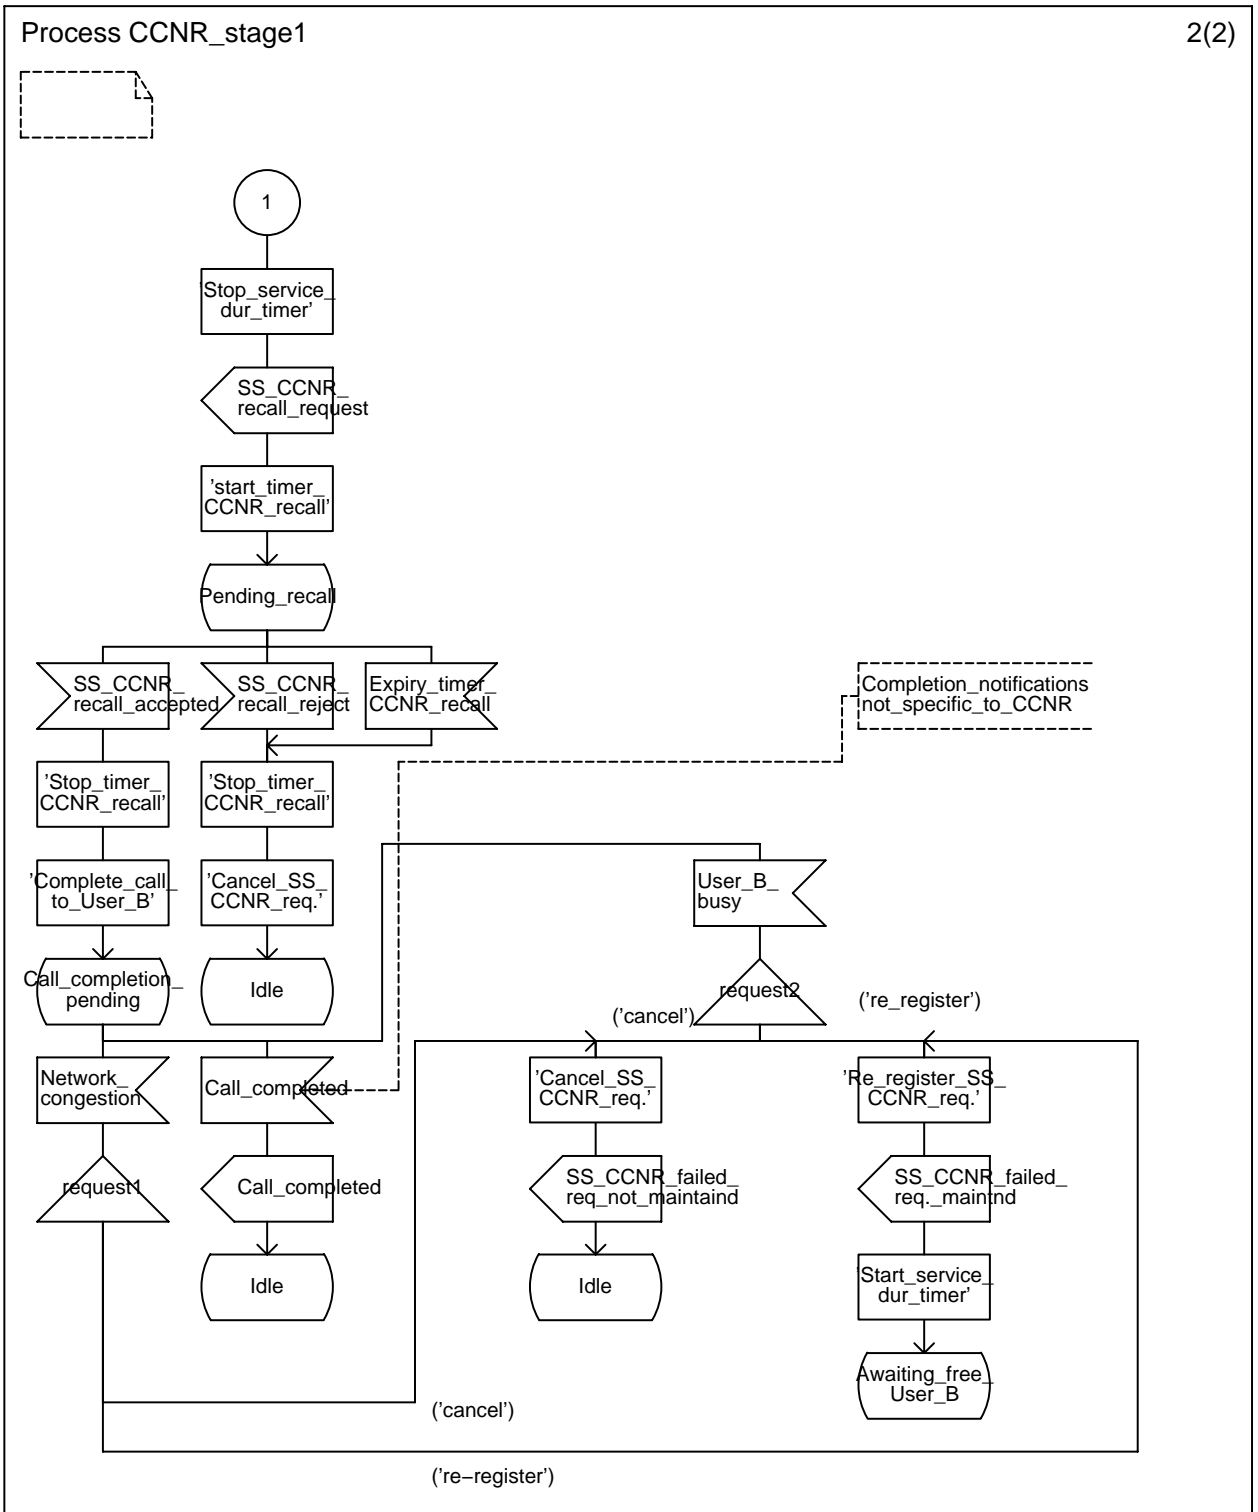 Process CCNR_stage1
2(2)
1
'Stop_service_
dur_timer'
SS_CCNR_
recall_request
'start_timer_
CCNR_recall'
Pending_recall
SS_CCNR_
recall_accepted
SS_CCNR_
recall_reject
Expiry_timer_
CCNR_recall
Completion_notifications
not_specific_to_CCNR
'Stop_timer_
CCNR_recall'
'Stop_timer_
CCNR_recall'
'Complete_call_
to_User_B'
'Cancel_SS_
CCNR_req.'
User_B_
busy
Call_completion_
pending
Idle
request2
('cancel')
('re_register')
Network_
congestion
Call_completed
'Cancel_SS_
CCNR_req.'
'Re_register_SS_
CCNR_req.'
request1
Call_completed
SS_CCNR_failed_
req_not_maintaind
SS_CCNR_failed_
req._maintnd
Idle
Idle
'Start_service_
dur_timer'
Awaiting_free_
User_B
('cancel')
('re−register')